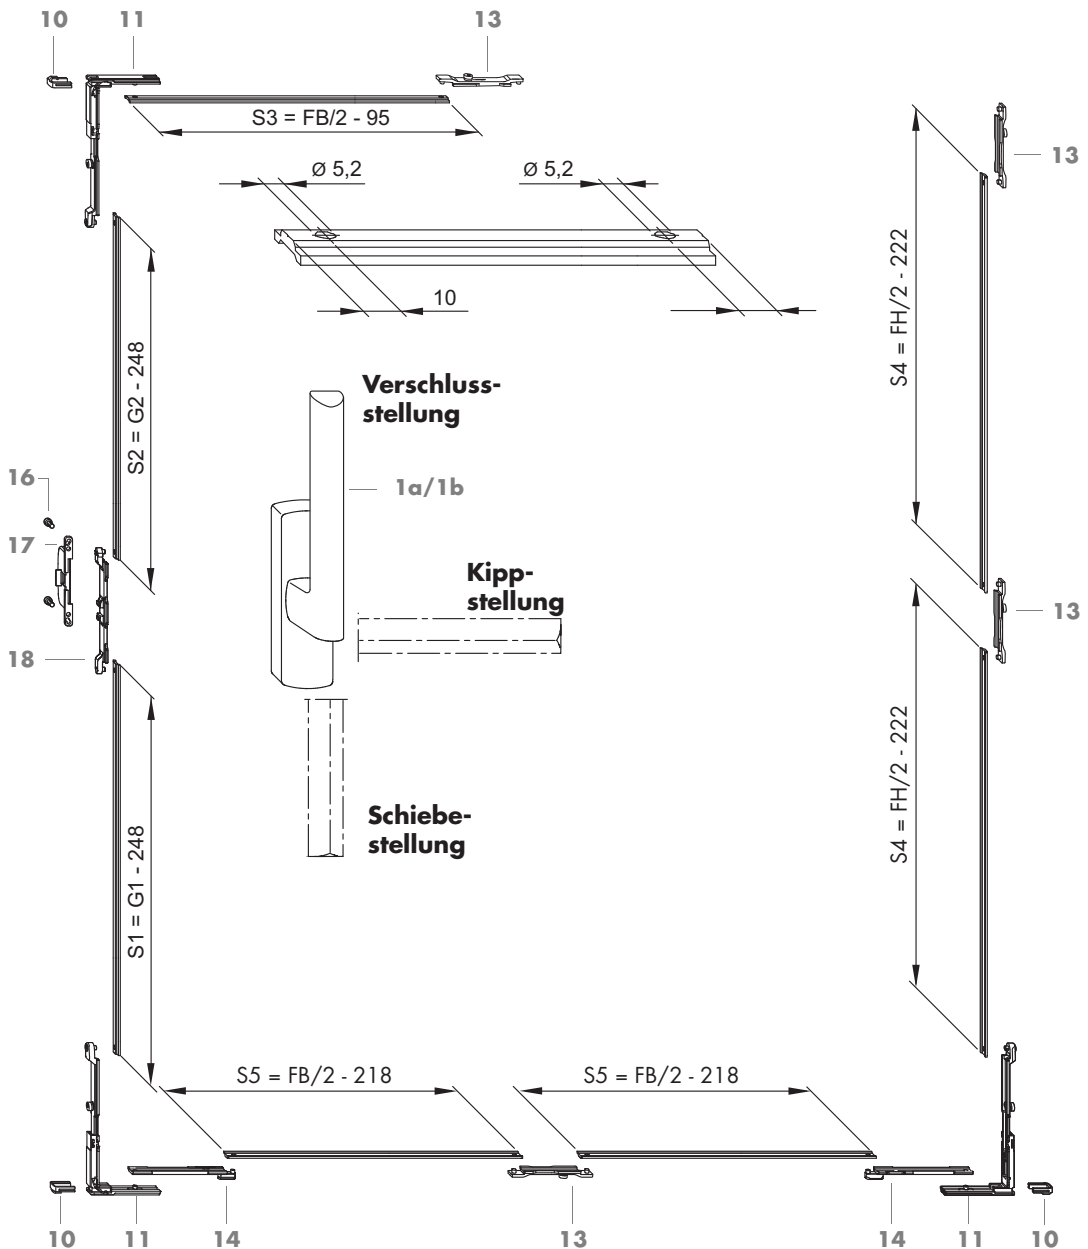 10
11
13
S3 = FB/2 - 95
13
Ø 5,2
Ø 5,2
10
S4 = FH/2 - 222
S2 = G2 - 248
Verschluss-
stellung
1a/1b
16
17
Kipp-
stellung
13
18
S4 = FH/2 - 222
Schiebe-
stellung
S1 = G1 - 248
S5 = FB/2 - 218
S5 = FB/2 - 218
10
11
14
13
14
11
10